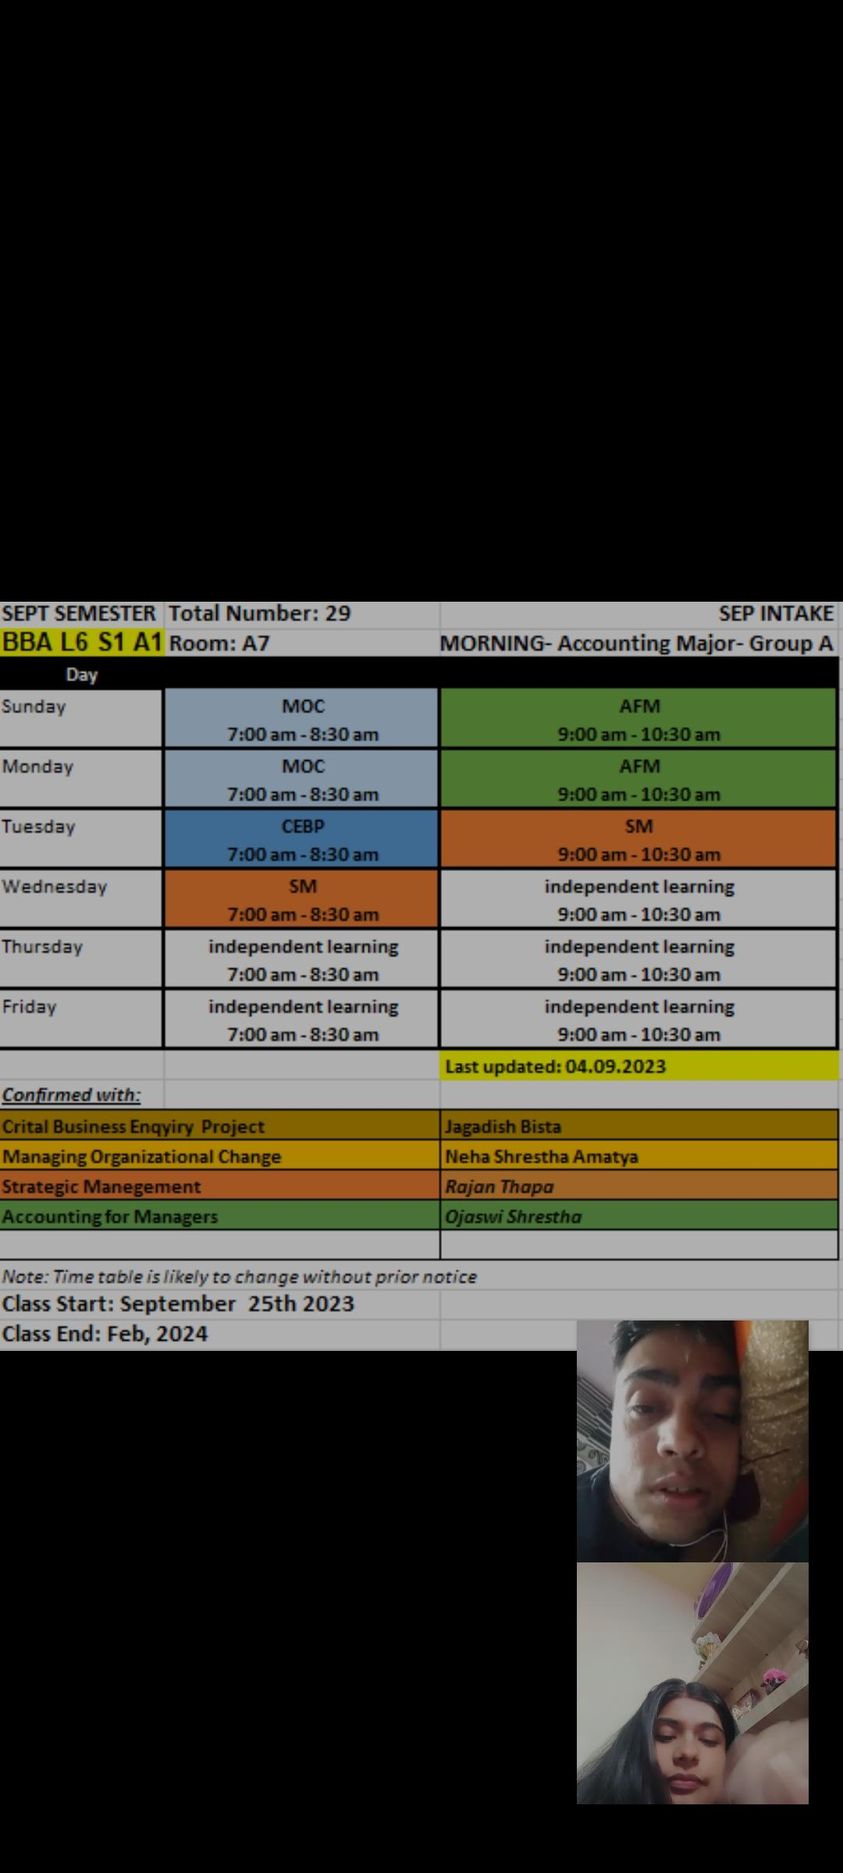 SEPT SEMESTER Total Number: 29 SEP INTAKE
BBA L6 S1 A1 Room: A7 MORNING- Accounting Major- Group A
Day
Sunday MOC AFM
7:00 am - 8:30 am 9:00 am - 10:30 am
Monday MOC AFM
7:00 am - 8:30 am 9:00 am - 10:30 am
Tuesday CEBP SM
7:00 am - 8:30 am 9:00 am - 10:30 am
Wednesday SM independent learning
7:00 am - 8:30 am 9:00 am - 10:30 am
Thursday independent learning independent learning
7:00 am - 8:30 am 9:00 am - 10:30 am
Friday independent learning independent learning
7:00 am - 8:30 am 9:00 am - 10:30 am
Last updated: 04.09.2023
Confirmed with:
Crital Business Enqyiry Project Jagadish Bista
Managing Organizational Change Neha Shrestha Amatya
Strategic Manegement Rajan Thapa
Accounting for Managers Ojaswi Shrestha
Note: Time table is likely to change without prior notice
Class Start: September 25th 2023
Class End: Feb, 2024